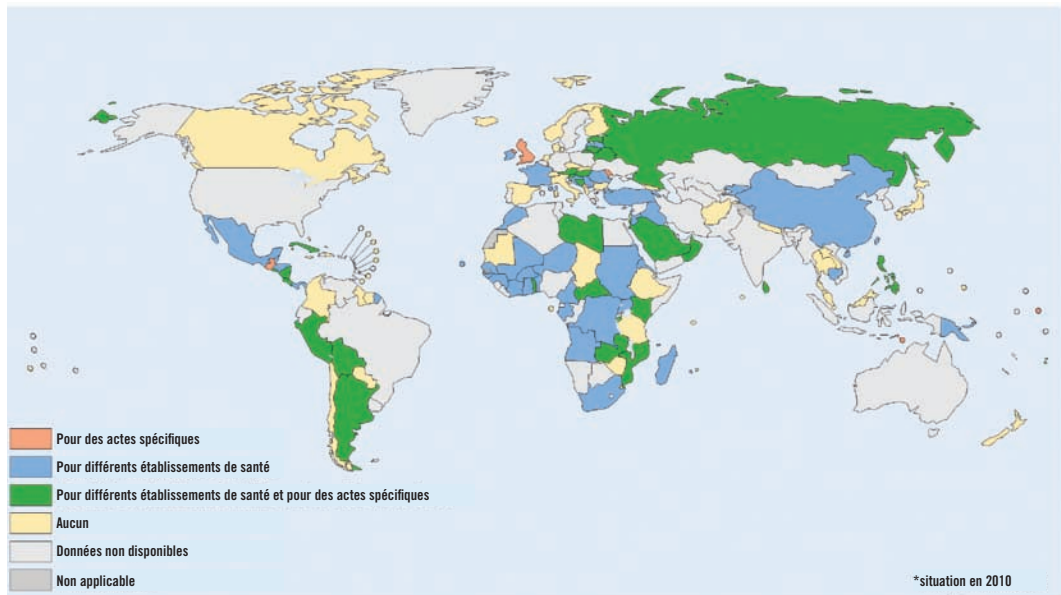 Pour des actes spécifiques
Pour différents établissements de santé
Pour différents établissements de santé et pour des actes spécifiques
Aucun
Données non disponibles
Non applicable
*situation en 2010